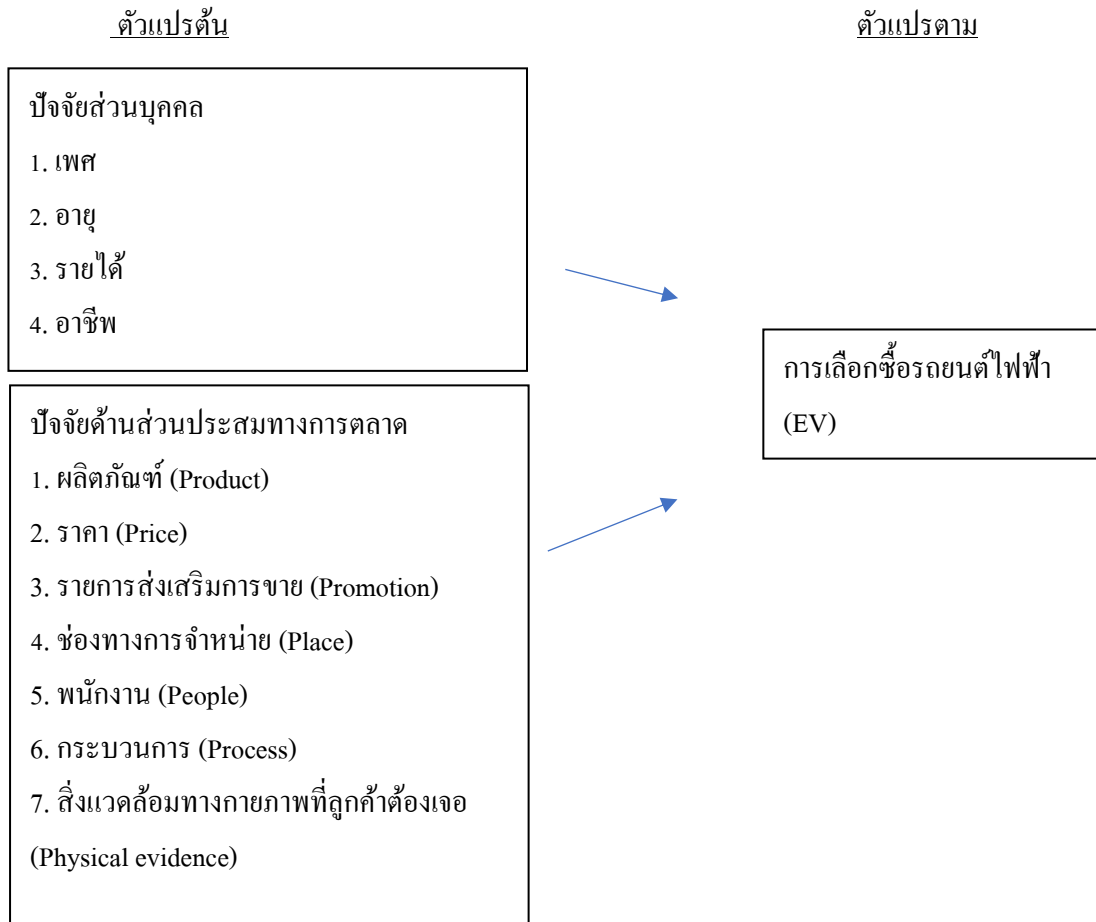 ตัวแปรต้น
ตัวแปรตาม
ปัจจัยส่วนบุคคล
1. เพศ
2. อายุ
3. รายได้
4. อาชีพ
ปัจจัยด้านส่วนประสมทางการตลาด
1. ผลิตภัณฑ์ (Product)
2. ราคา (Price)
3. รายการส่งเสริมการขาย (Promotion)
4. ช่องทางการจำหน่าย (Place)
5. พนักงาน (People)
6. กระบวนการ (Process)
7. สิ่งแวดล้อมทางกายภาพที่ลูกค้าต้องเจอ
(Physical evidence)
การเลือกซื้อรถยนต์ไฟฟ้า
(EV)